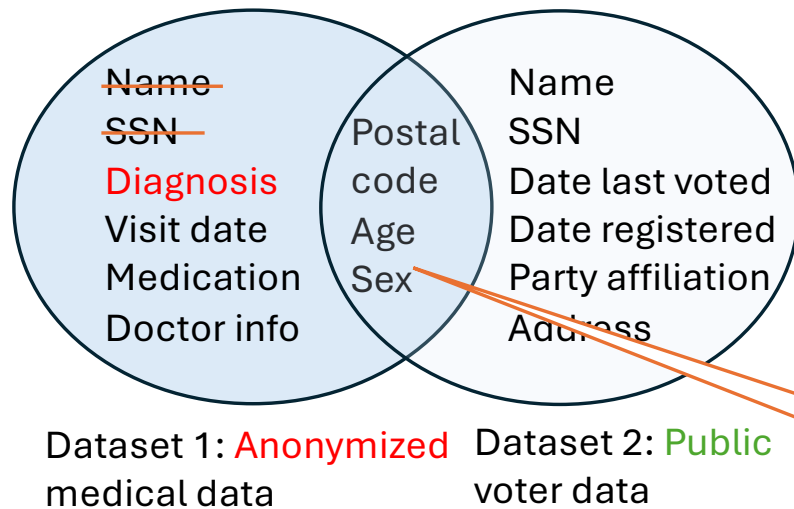 Name
SSN
Diagnosis
Visit date
Medication
Doctor info
Postal
code
Age
Sex
Name
SSN
Date last voted
Date registered
Party affiliation
Address
Dataset 1: Anonymized
medical data
Dataset 2: Public
voter data